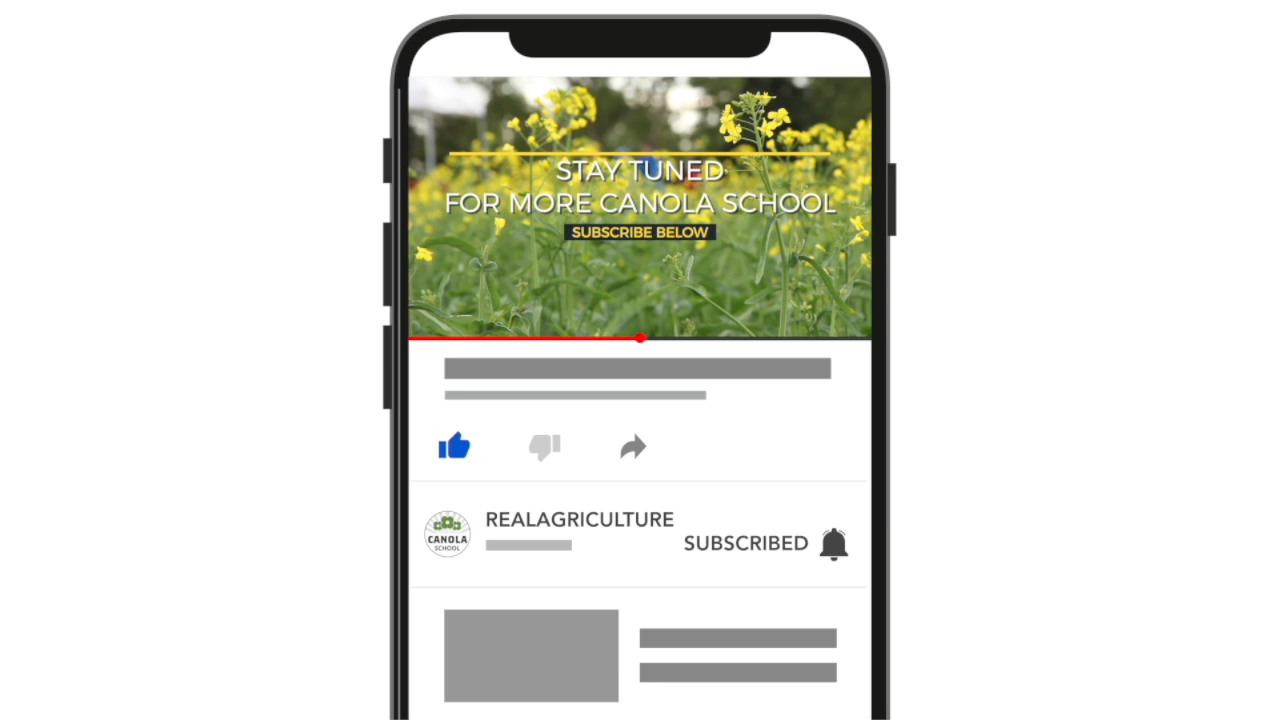 STAY TUNED
FOR MORE CANOLA SCHOOL
SUBSCRIBE BELOW
REALAGRICULTURE
CANOLA
SCHOOL
SUBSCRIBED